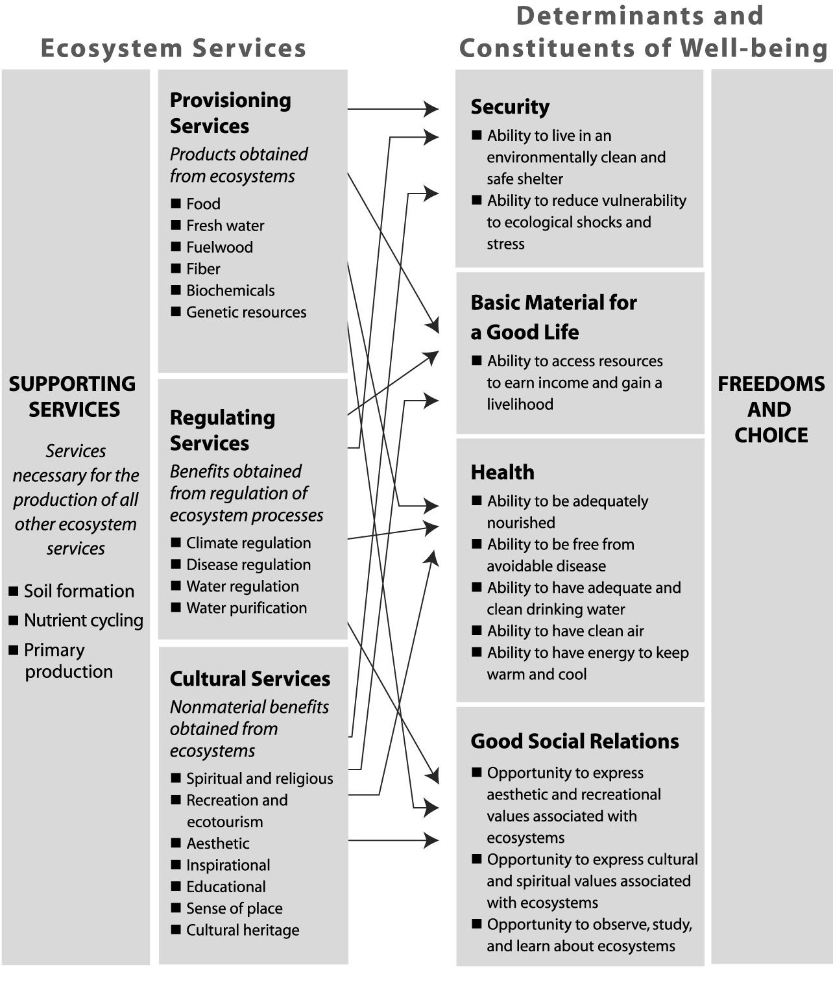 Ecosystem Services
Determinants and
Constituents of Well-being
SUPPORTING
SERVICES
Services
necessary for the
production of all
other ecosystem
services
■ Soil formation
■ Nutrient cycling
■ Primary
production
Provisioning
Services
Products obtained
from ecosystems
■ Food
■ Fresh water
■ Fuelwood
■ Fiber
■ Biochemicals
■ Genetic resources
Regulating
Services
Benefits obtained
from regulation of
ecosystem processes
■ Climate regulation
■ Disease regulation
■ Water regulation
■ Water purification
Cultural Services
Nonmaterial benefits
obtained from
ecosystems
■ Spiritual and religious
■ Recreation and
ecotourism
■ Aesthetic
■ Inspirational
■ Educational
■ Sense of place
■ Cultural heritage
Security
■ Ability to live in an
environmentally clean and
safe shelter
■ Ability to reduce vulnerability
to ecological shocks and
stress
Basic Material for
a Good Life
■ Ability to access resources
to earn income and gain a
livelihood
Health
■ Ability to be adequately
nourished
■ Ability to be free from
avoidable disease
■ Ability to have adequate and
clean drinking water
■ Ability to have clean air
■ Ability to have energy to keep
warm and cool
Good Social Relations
■ Opportunity to express
aesthetic and recreational
values associated with
ecosystems
■ Opportunity to express cultural
and spiritual values associated
with ecosystems
■ Opportunity to observe, study,
and learn about ecosystems
FREEDOMS
AND
CHOICE